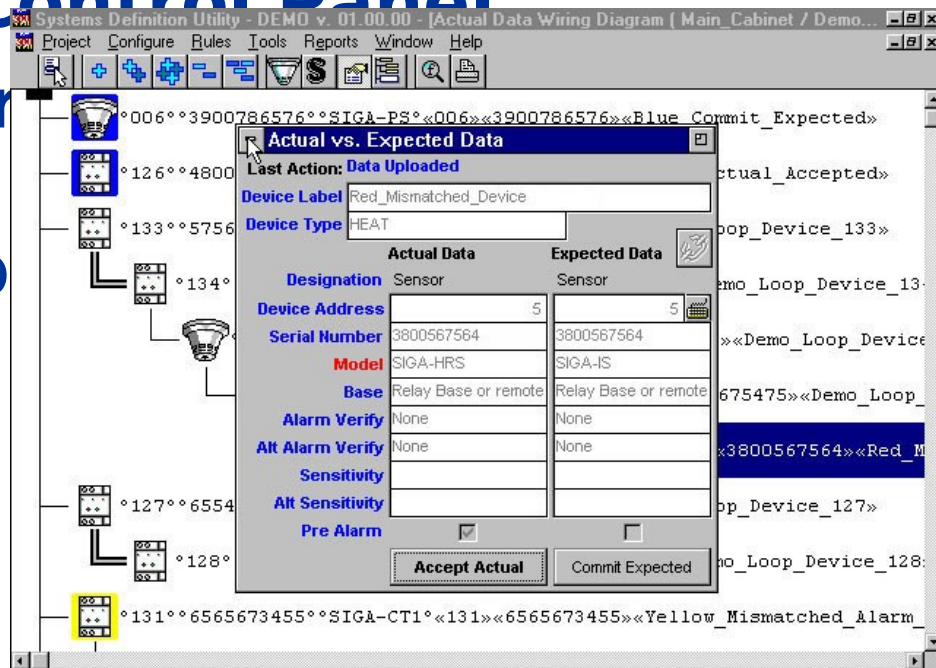 Control Panel
Systems Definition Utility - DEMO v. 01.00.00 - [Actual Data Wiring Diagram ( Main_Cabinet / Demo...
Project Configure Rules Tools Reports Window Help
S
°006°°3900786576°°SIGA-PS°«006»«3900786576»«Blue_Commit_Expected»
Actual vs. Expected Data
Last Action: Data Uploaded
°126°°4800
ctual_Accepted»
Device Label Red_Mismatched_Device
Device Type HEAT
°133°°5756
oop_Device_133»
Actual Data Expected Data
Designation Sensor Sensor
°134°
emo_Loop_Device_13
Device Address 5 5
Serial Number 3800567564 3800567564
»«Demo_Loop_Device
Model SIGA-HRS SIGA-IS
Base Relay Base or remote Relay Base or remote
675475»«Demo_Loop_
Alarm Verify None None
Alt Alarm Verify None None
«3800567564»«Red_M
Sensitivity
Alt Sensitivity
°127°°6554
op_Device_127»
Pre Alarm
°128°
mo_Loop_Device_128
Accept Actual Commit Expected
°131°°6565673455°°SIGA-CT1°«131»«6565673455»«Yellow_Mismatched_Alarm_